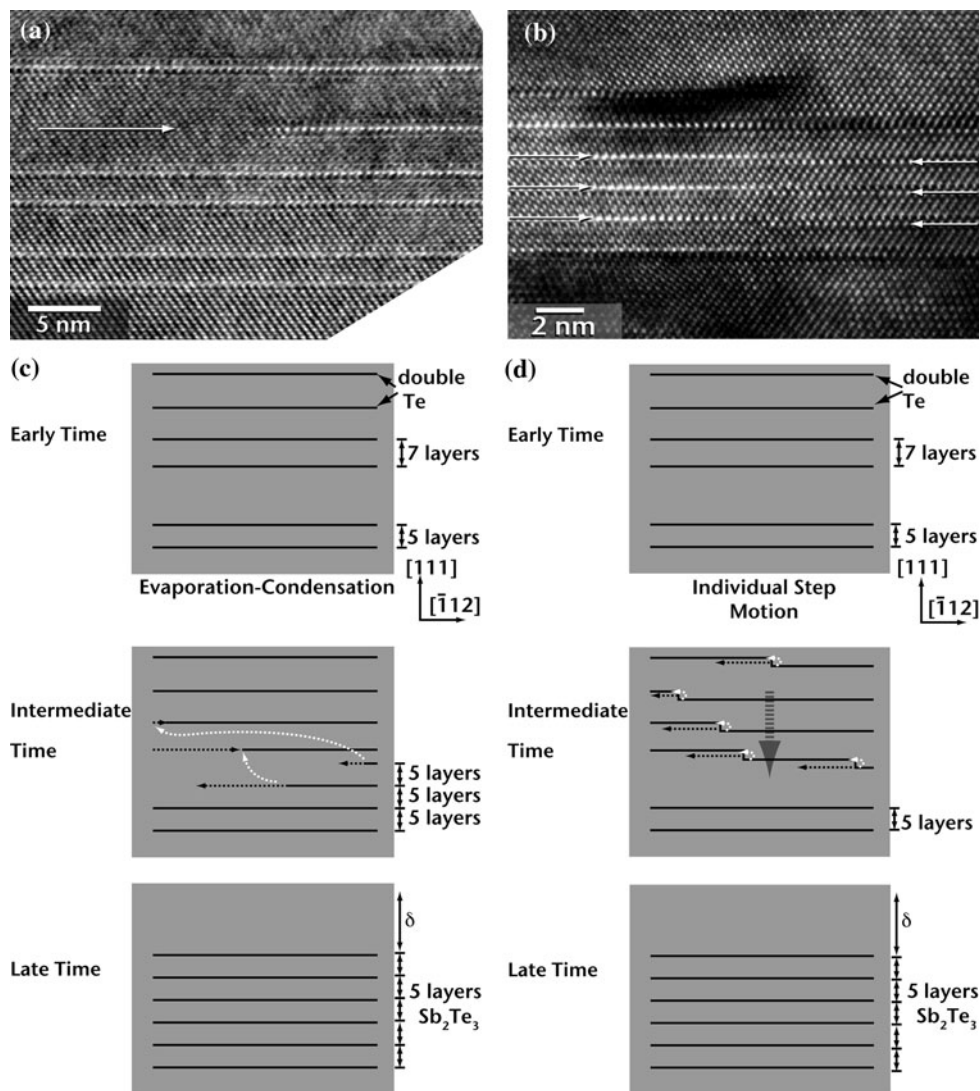 (a)
5 nm
(b)
2 nm
(c)
double
Te
Early Time
7 layers
5 layers
[111]
Evaporation-Condensation
[1̄12]
Intermediate
Time
5 layers
5 layers
5 layers
δ
Late Time
5 layers
Sb₂Te₃
(d)
double
Te
Early Time
7 layers
5 layers
[111]
Individual Step
Motion
[1̄12]
Intermediate
Time
5 layers
δ
Late Time
5 layers
Sb₂Te₃